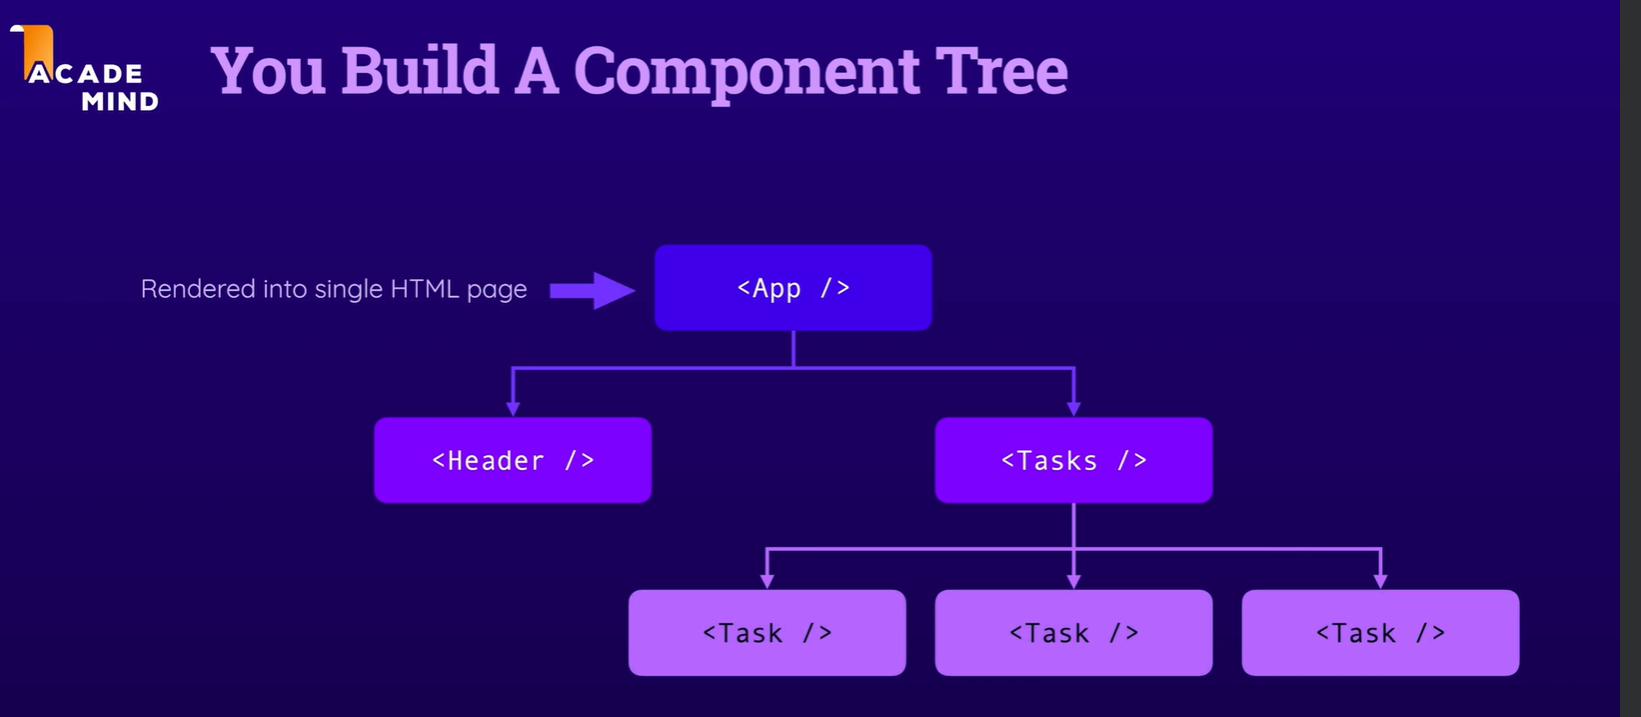 ACADE
MIND
You Build A Component Tree
Rendered into single HTML page
<App />
<Header />
<Tasks />
<Task />
<Task />
<Task />